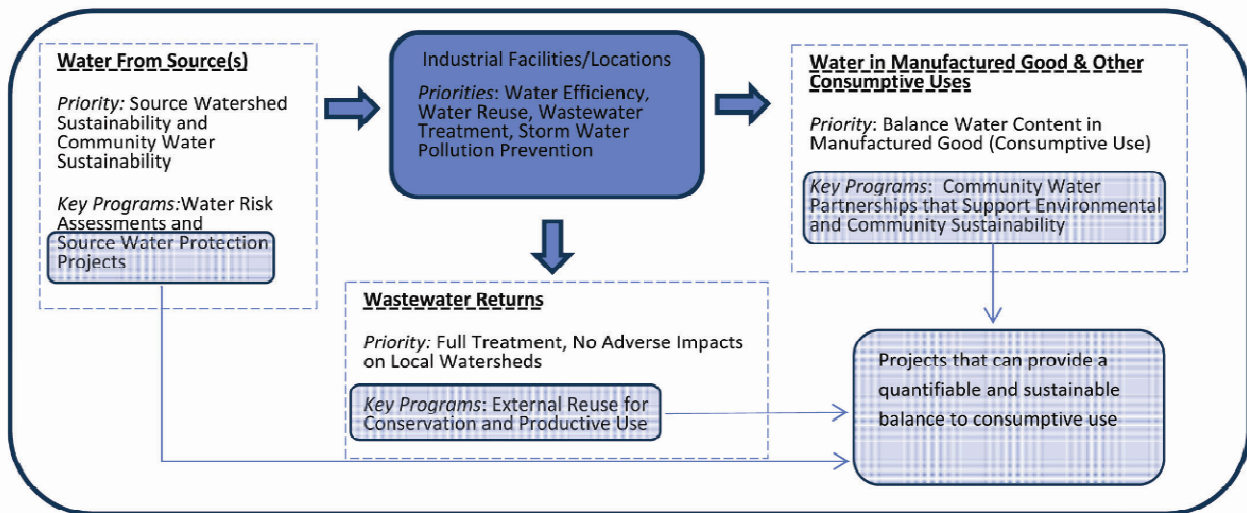 Water From Source(s)
Priority: Source Watershed
Sustainability and
Community Water
Sustainability
Key Programs:Water Risk
Assessments and
Source Water Protection
Projects
Industrial Facilities/Locations
Priorities: Water Efficiency,
Water Reuse, Wastewater
Treatment, Storm Water
Pollution Prevention
Water in Manufactured Good & Other
Consumptive Uses
Priority: Balance Water Content in
Manufactured Good (Consumptive Use)
Key Programs: Community Water
Partnerships that Support Environmental
and Community Sustainability
Wastewater Returns
Priority: Full Treatment, No Adverse Impacts
on Local Watersheds
Key Programs: External Reuse for
Conservation and Productive Use
Projects that can provide a
quantifiable and sustainable
balance to consumptive use